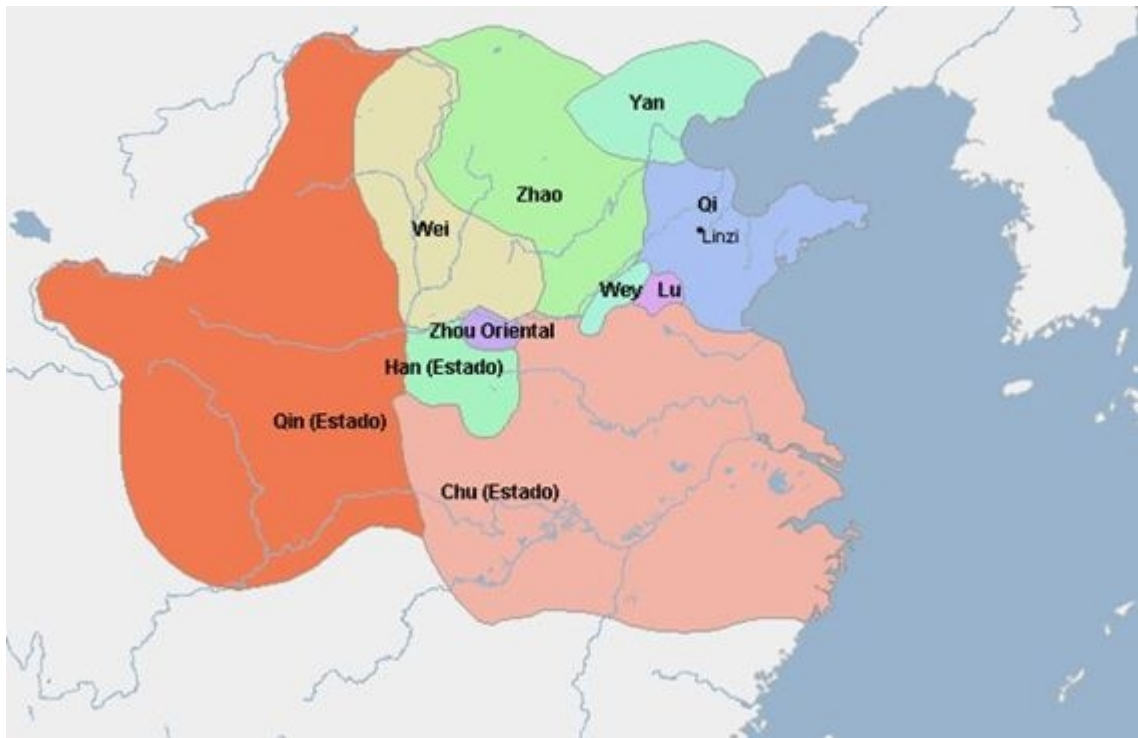 Yan
Zhao
Qi
Wei
Linzi
Wey
Lu
Zhou Oriental
Han (Estado)
Qin (Estado)
Chu (Estado)